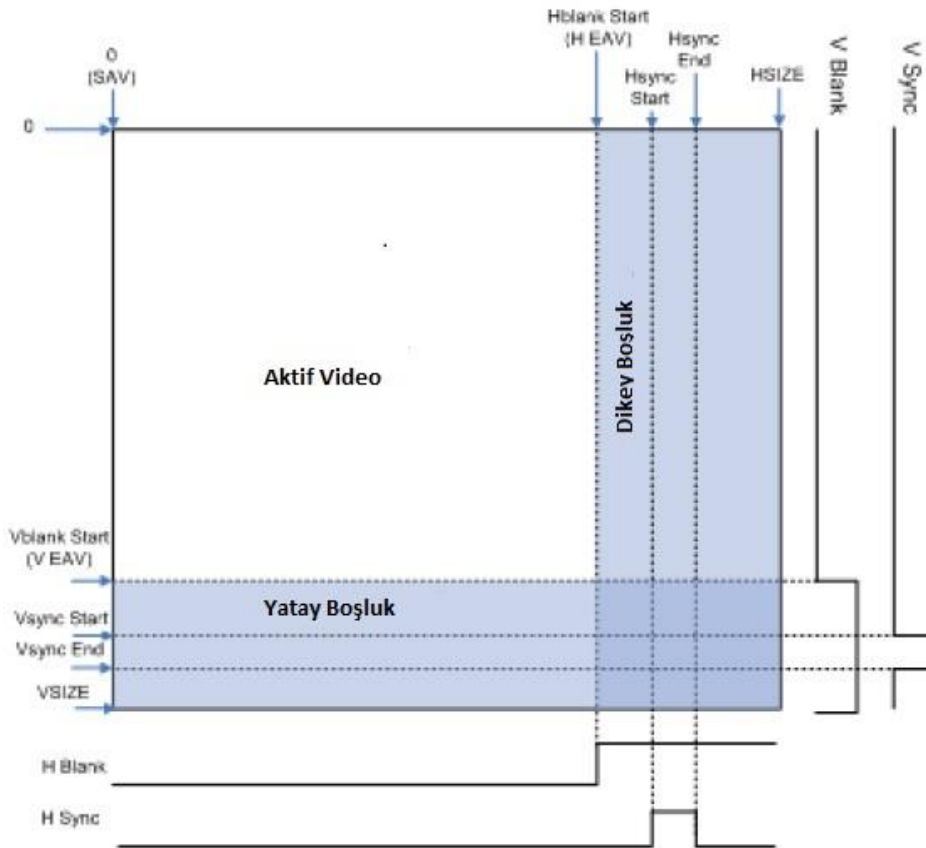 0
(SAV)
Hblank Start
(H EAV)
Hsync
Start
Hsync
End
HSIZE
V Blank
V Sync
0
Aktif Video
Dikey Boşluk
Vblank Start
(V EAV)
Yatay Boşluk
Vsync Start
Vsync End
VSIZE
H Blank
H Sync